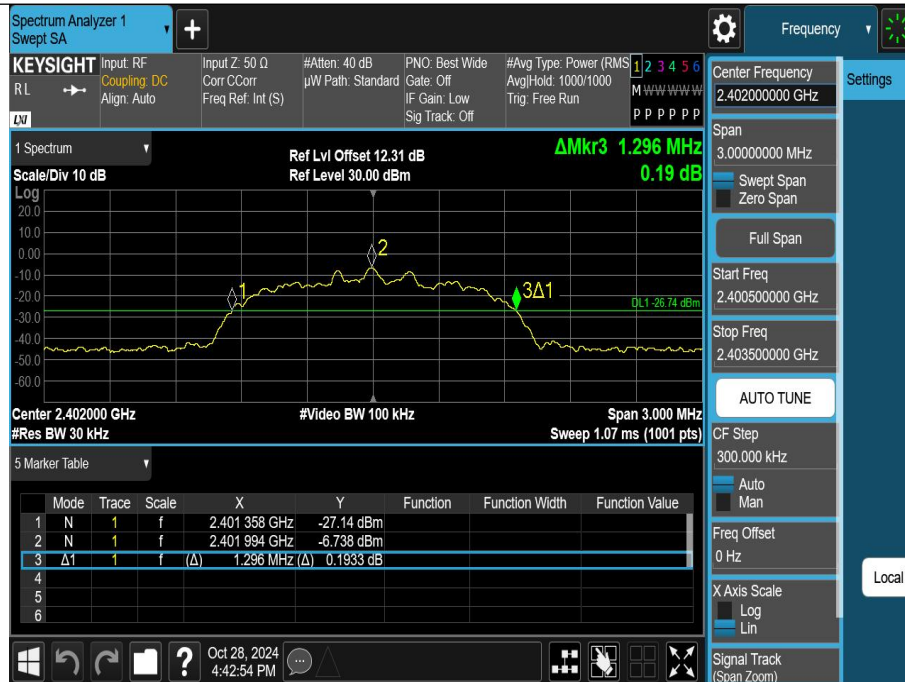 Spectrum Analyzer 1
Swept SA
+
Frequency
KEYSIGHT
RL
LXI
Input: RF
Coupling: DC
Align: Auto
Input Z: 50 Ω
Corr CCorr
Freq Ref: Int (S)
#Atten: 40 dB
µW Path: Standard
PNO: Best Wide
Gate: Off
IF Gain: Low
Sig Track: Off
#Avg Type: Power (RMS
Avg|Hold: 1000/1000
Trig: Free Run
1 2 3 4 5 6
M W W W W W
P P P P P P
1 Spectrum
Scale/Div 10 dB
Ref Lvl Offset 12.31 dB
Ref Level 30.00 dBm
ΔMkr3 1.296 MHz
0.19 dB
Log
20.0
10.0
0.00
-10.0
-20.0
-30.0
-40.0
-50.0
-60.0
1
2
3Δ1
DL1 -26.74 dBm
Center 2.402000 GHz
#Video BW 100 kHz
Span 3.000 MHz
#Res BW 30 kHz
Sweep 1.07 ms (1001 pts)
5 Marker Table
Mode Trace Scale X Y Function Function Width Function Value
1 N 1 f 2.401 358 GHz -27.14 dBm
2 N 1 f 2.401 994 GHz -6.738 dBm
3 Δ1 1 f (Δ) 1.296 MHz (Δ) 0.1933 dB
4
5
6
?
Oct 28, 2024
4:42:54 PM
Center Frequency
2.402000000 GHz
Span
3.00000000 MHz
Swept Span
Zero Span
Full Span
Start Freq
2.400500000 GHz
Stop Freq
2.403500000 GHz
AUTO TUNE
CF Step
300.000 kHz
Auto
Man
Freq Offset
0 Hz
X Axis Scale
Log
Lin
Signal Track
(Span Zoom)
Settings
Local